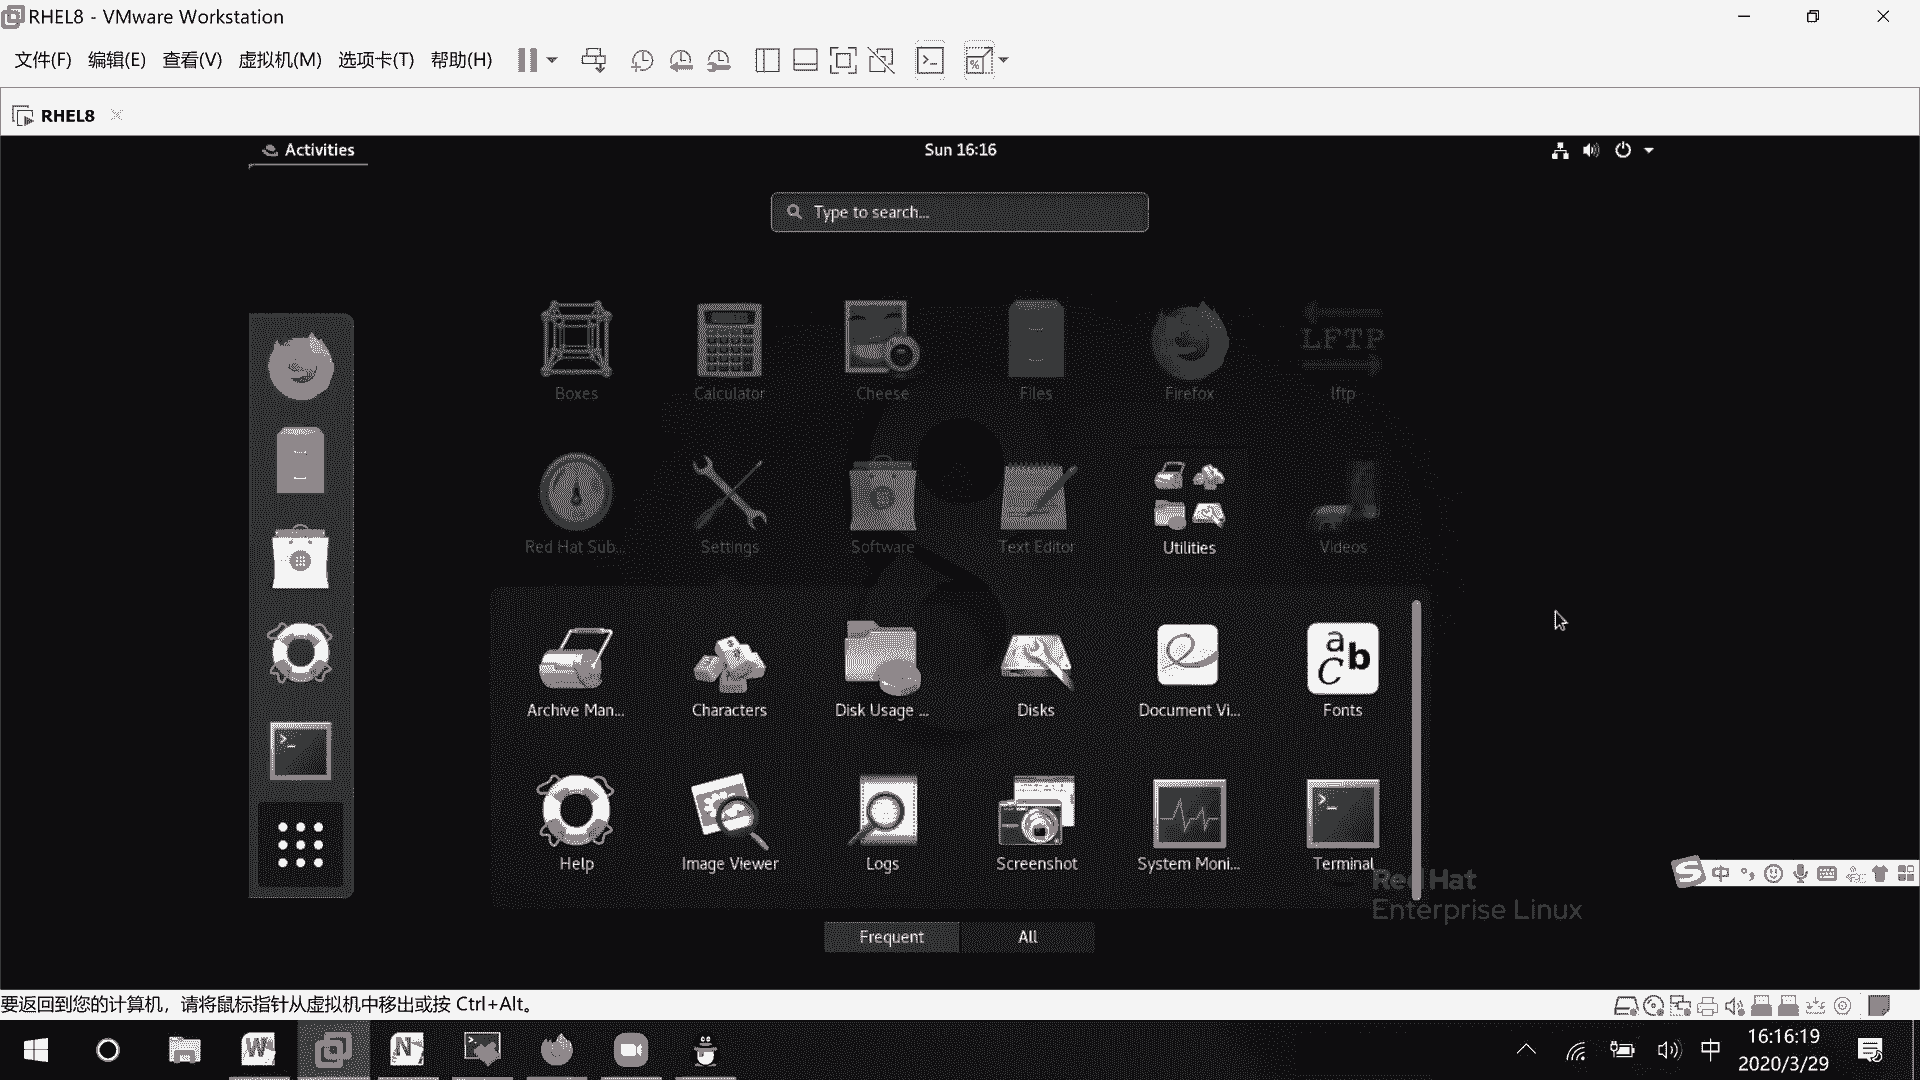 RHEL8 - VMware Workstation
文件(F) 编辑(E) 查看(V) 虚拟机(M) 选项卡(T) 帮助(H)
RHEL8
Activities
Sun 16:16
Type to search...
Boxes Calculator Cheese Files Firefox lftp
LFTP
Red Hat Sub... Settings Software Text Editor Utilities Videos
Archive Man... Characters Disk Usage ... Disks Document Vi... Fonts
Help Image Viewer Logs Screenshot System Moni... Terminal
Red Hat
Enterprise Linux
Frequent All
中
要返回到您的计算机，请将鼠标指针从虚拟机中移出或按 Ctrl+Alt。
中
16:16:19
2020/3/29